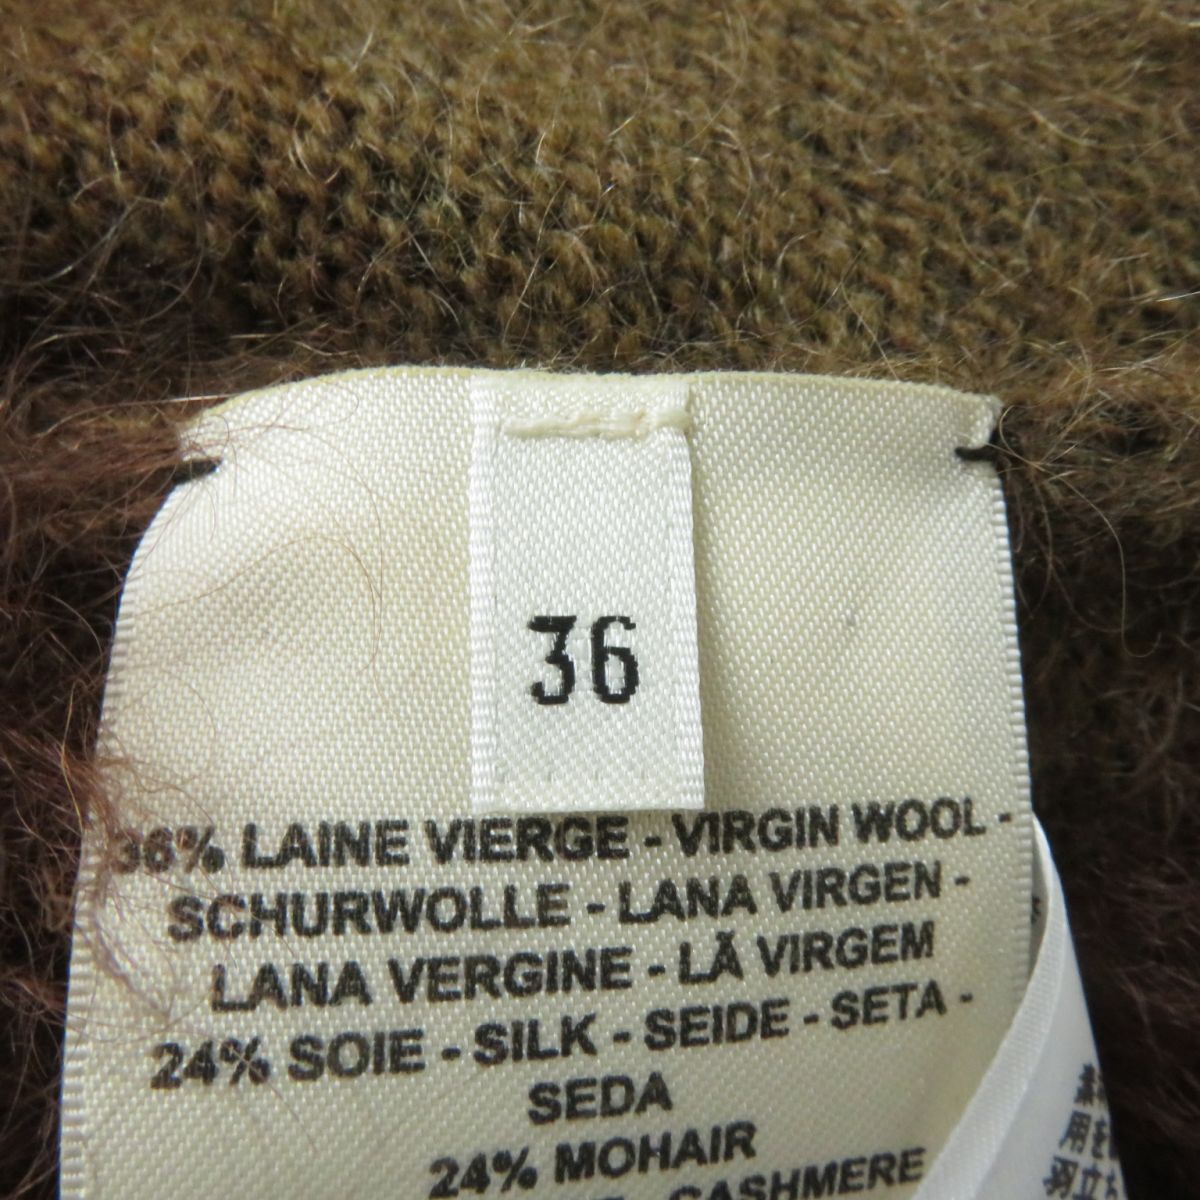 36
36% LAINE VIERGE - VIRGIN WOOL -
SCHURWOLLE - LANA VIRGEN -
LANA VERGINE - LÃ VIRGEM
24% SOIE - SILK - SEIDE - SETA -
SEDA
24% MOHAIR
CASHMERE